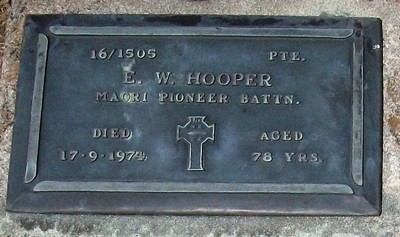 16/1505 PTE.
E. W. HOOPER
MAORI PIONEER BATTN.
DIED AGED
17·9·1974 78 YRS